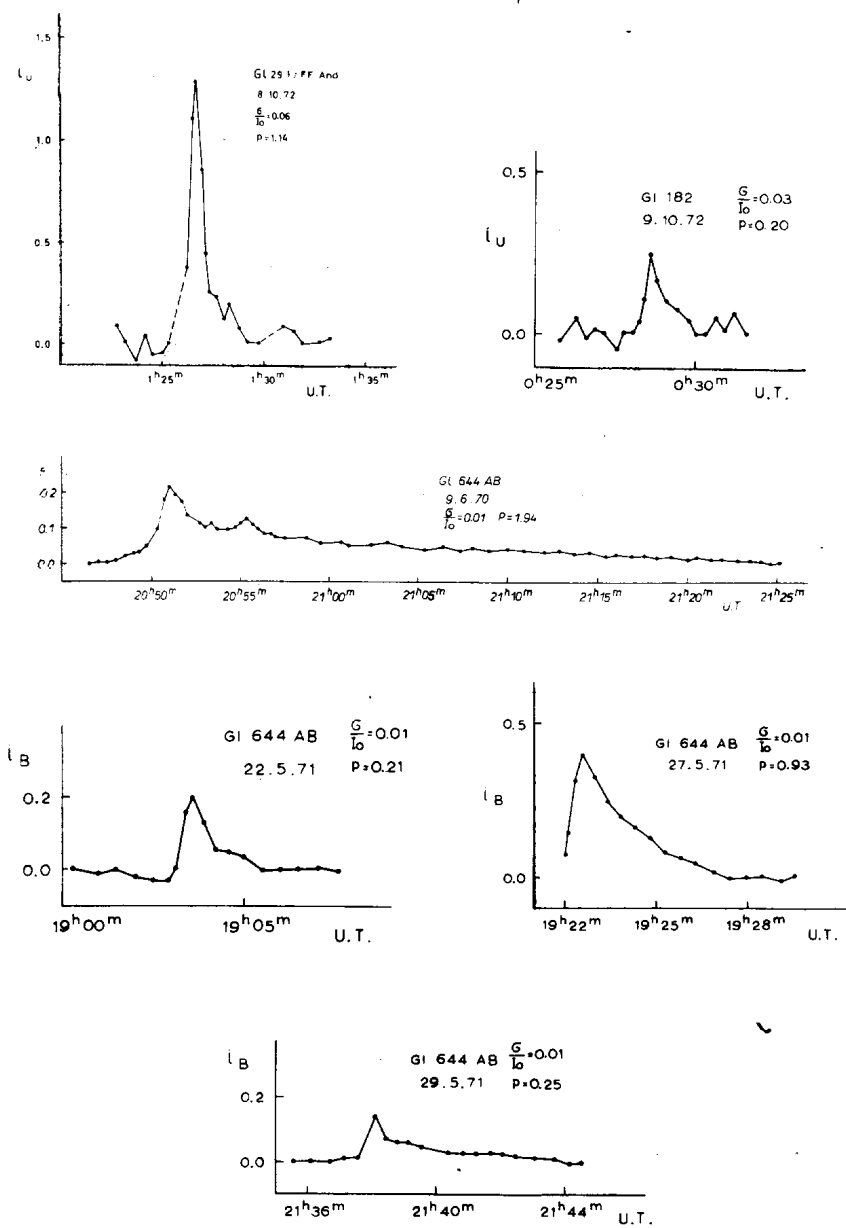 1.5
i_U
1.0
0.5
0.0
And
8.10.72
G/Io=0.06
P=1.14
1h25m
1h30m
1h35m
U.T.
0.5
i_U
0.0
Gl 182
9.10.72
G/Io=0.03
P=0.20
0h25m
0h30m
U.T.
0.2
0.1
0.0
Gl 644 AB
9.6.70
G/Io=0.01 P=1.94
20h50m
20h55m
21h00m
21h05m
21h10m
21h15m
21h20m
21h25m
U.T
i_B
0.2
0.0
Gl 644 AB G/Io=0.01
22.5.71 P=0.21
19h00m
19h05m
U.T.
0.5
i_B
0.0
Gl 644 AB G/Io=0.01
27.5.71 P=0.93
19h22m
19h25m
19h28m
U.T.
i_B
0.2
0.0
Gl 644 AB G/Io=0.01
29.5.71 P=0.25
21h36m
21h40m
21h44m
U.T.